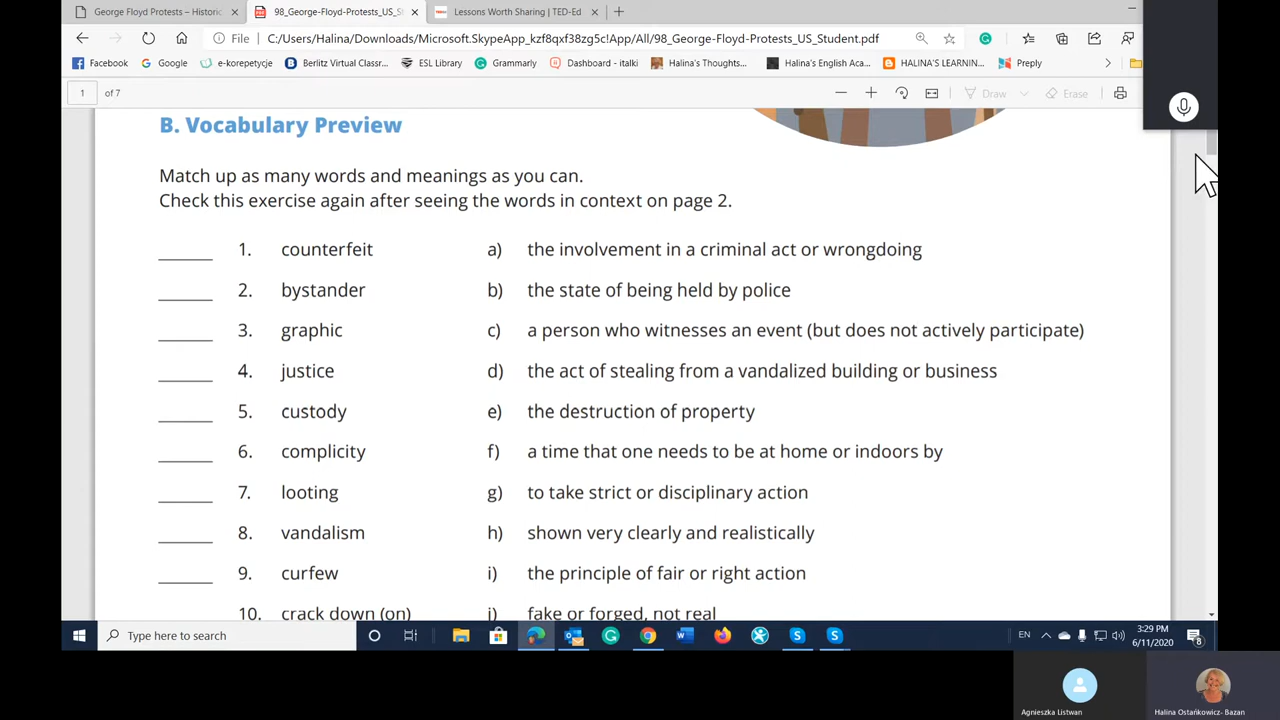 George Floyd Protests – Historic
98_George-Floyd-Protests_US_St
Lessons Worth Sharing | TED-Ed
File C:/Users/Halina/Downloads/Microsoft.SkypeApp_kzf8qxf38zg5c!App/All/98_George-Floyd-Protests_US_Student.pdf
Facebook Google e-korepetycje Berlitz Virtual Classr... ESL Library Grammarly Dashboard - italki Halina's Thoughts... Halina's English Aca... HALINA'S LEARNIN... Preply
1 of 7 Draw Erase
B. Vocabulary Preview
Match up as many words and meanings as you can.
Check this exercise again after seeing the words in context on page 2.
1. counterfeit a) the involvement in a criminal act or wrongdoing
2. bystander b) the state of being held by police
3. graphic c) a person who witnesses an event (but does not actively participate)
4. justice d) the act of stealing from a vandalized building or business
5. custody e) the destruction of property
6. complicity f) a time that one needs to be at home or indoors by
7. looting g) to take strict or disciplinary action
8. vandalism h) shown very clearly and realistically
9. curfew i) the principle of fair or right action
10. crack down (on) j) fake or forged, not real
Type here to search
EN
3:29 PM
6/11/2020
8
Agnieszka Listwan
Halina Ostańkowicz- Bazan